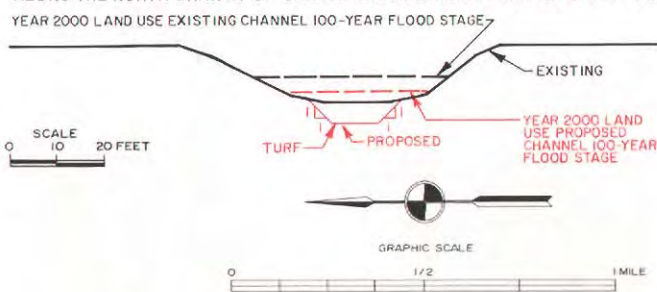 YEAR 2000 LAND USE EXISTING CHANNEL 100-YEAR FLOOD STAGE
EXISTING
SCALE
0 10 20 FEET
TURF
PROPOSED
YEAR 2000 LAND
USE PROPOSED
CHANNEL 100-YEAR
FLOOD STAGE
GRAPHIC SCALE
0 1/2 1 MILE